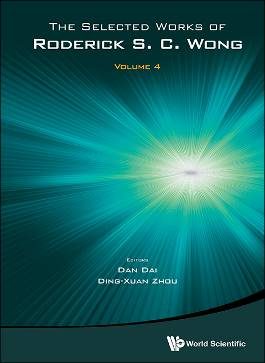 The Selected Works of
Roderick S. C. Wong
Volume 4
Editors
Dan Dai
Ding-Xuan Zhou
World Scientific